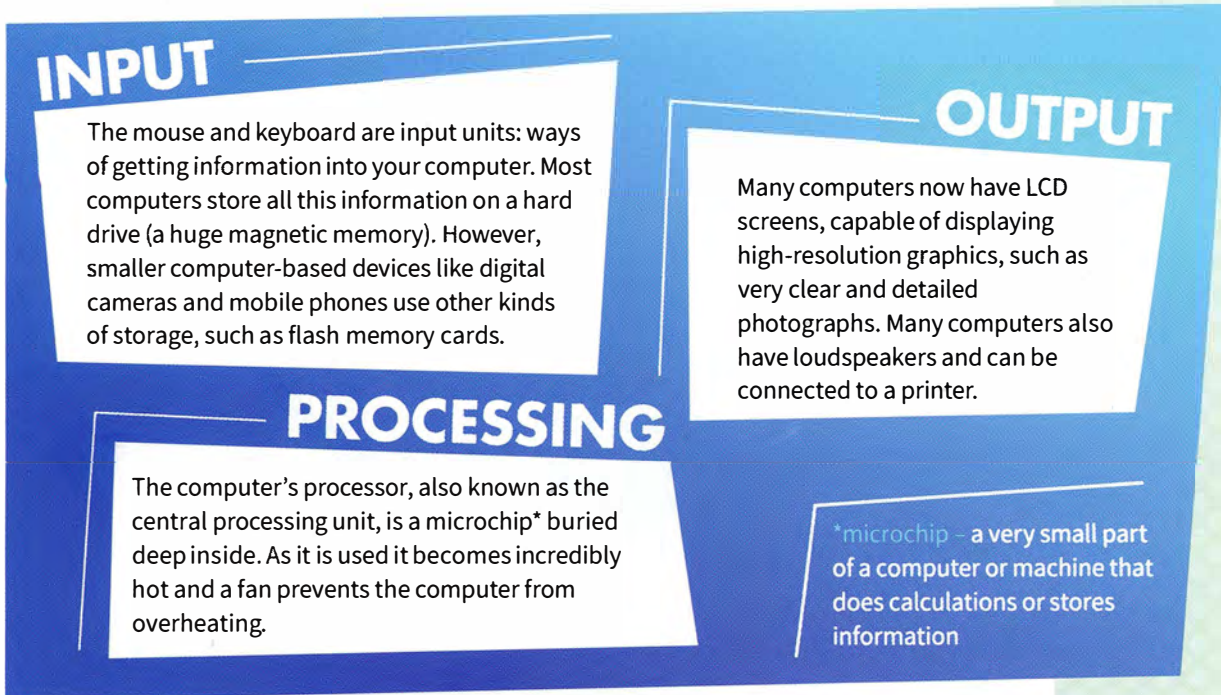 INPUT
The mouse and keyboard are input units: ways
of getting information into your computer. Most
computers store all this information on a hard
drive (a huge magnetic memory). However,
smaller computer-based devices like digital
cameras and mobile phones use other kinds
of storage, such as flash memory cards.
OUTPUT
Many computers now have LCD
screens, capable of displaying
high-resolution graphics, such as
very clear and detailed
photographs. Many computers also
have loudspeakers and can be
connected to a printer.
PROCESSING
The computer's processor, also known as the
central processing unit, is a microchip* buried
deep inside. As it is used it becomes incredibly
hot and a fan prevents the computer from
overheating.
*microchip – a very small part
of a computer or machine that
does calculations or stores
information